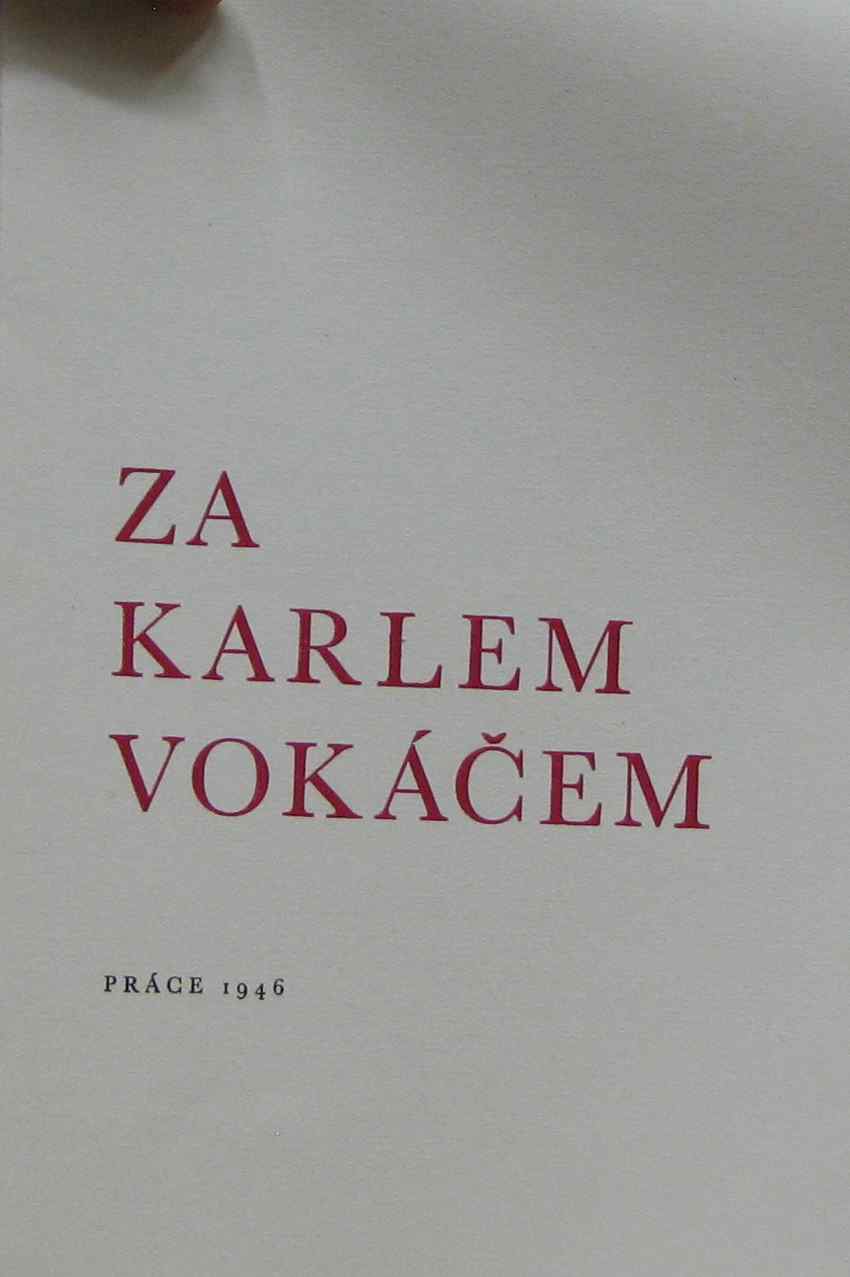 ZA
KARLEM
VOKÁČEM
PRÁCE 1946